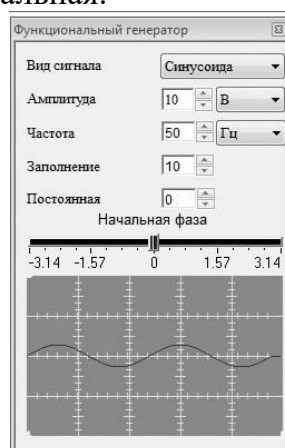 альная.
Функциональный генератор
Вид сигнала Синусоида
Амплитуда 10 В
Частота 50 Гц
Заполнение 10
Постоянная 0
Начальная фаза
-3.14 -1.57 0 1.57 3.14